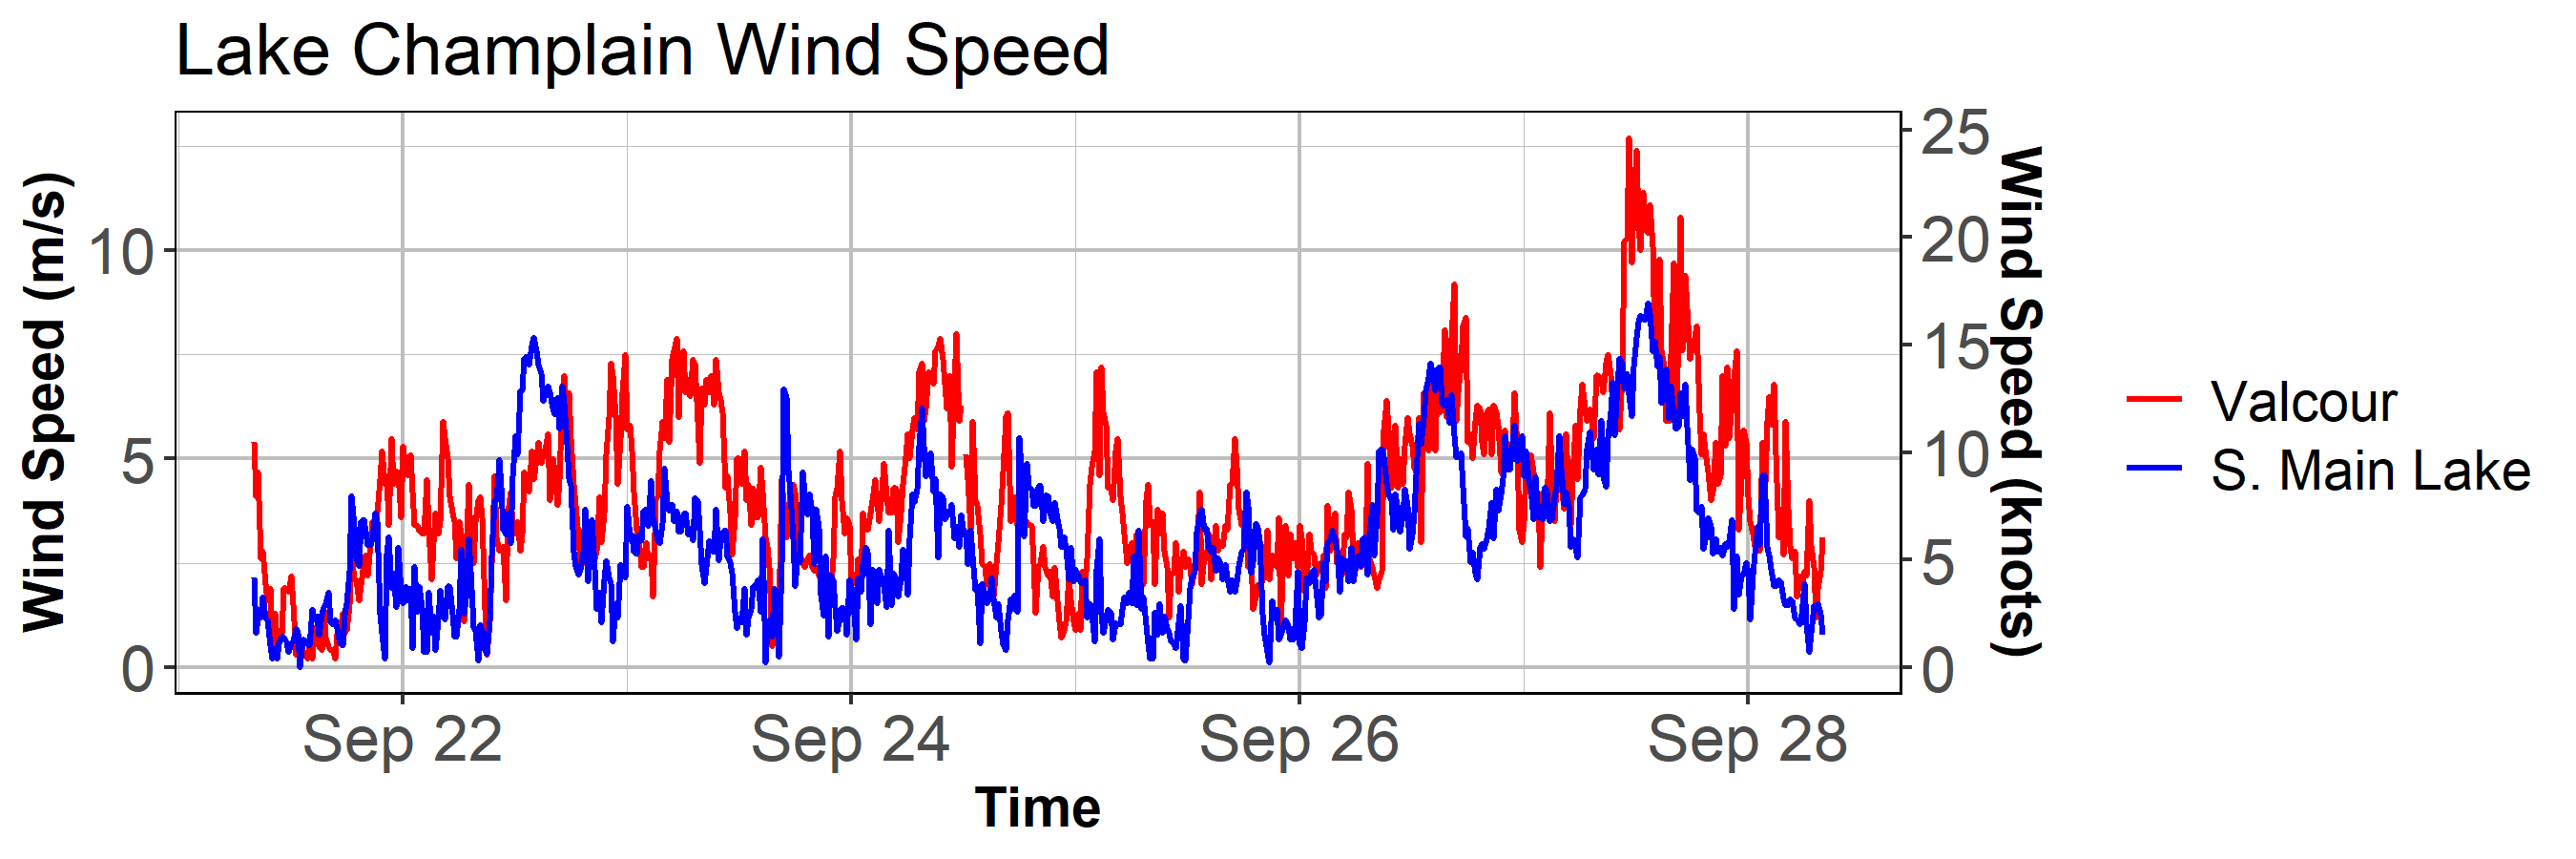 Lake Champlain Wind Speed
Wind Speed (m/s)
10
5
0
25
20
15
10
5
0
Wind Speed (knots)
Sep 22
Sep 24
Sep 26
Sep 28
Time
Valcour
S. Main Lake